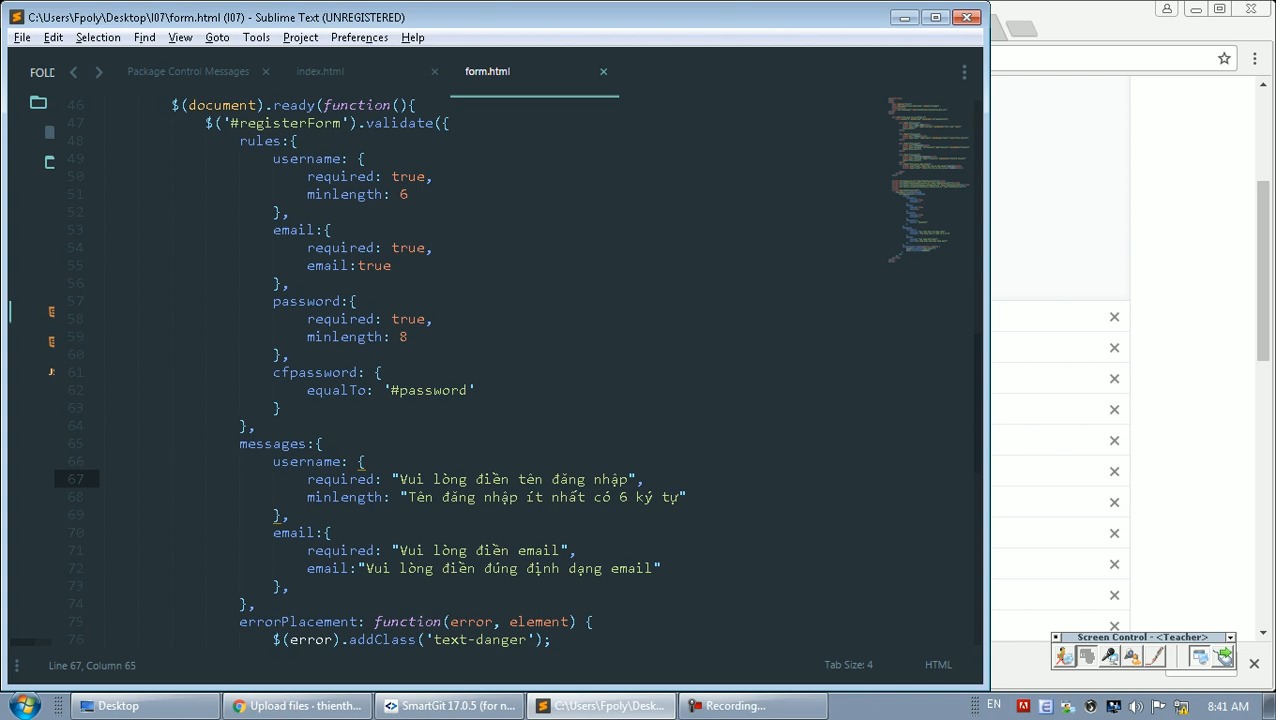 C:\Users\Fpoly\Desktop\l07\form.html (l07) - Sublime Text (UNREGISTERED)
File Edit Selection Find View Goto Tools Project Preferences Help
FOLD
Package Control Messages
index.html
form.html
46 $(document).ready(function(){
47 '#registerForm').validate({
48 rules:{
49 username: {
50 required: true,
51 minlength: 6
52 },
53 email:{
54 required: true,
55 email:true
56 },
57 password:{
58 required: true,
59 minlength: 8
60 },
61 cfpassword: {
62 equalTo: '#password'
63 }
64 },
65 messages:{
66 username: {
67 required: "Vui lòng đien tên đăng nhập",
68 minlength: "Tên đăng nhập ít nhất có 6 ký tự"
69 },
70 email:{
71 required: "Vui lòng điền email",
72 email:"Vui lòng điền đúng định dạng email"
73 },
74 },
75 errorPlacement: function(error, element) {
76 $(error).addClass('text-danger');
Line 67, Column 65
Tab Size: 4
HTML
Screen Control - <Teacher>
Desktop
Upload files - thienth...
SmartGit 17.0.5 (for n...
C:\Users\Fpoly\Desk...
Recording...
EN
8:41 AM